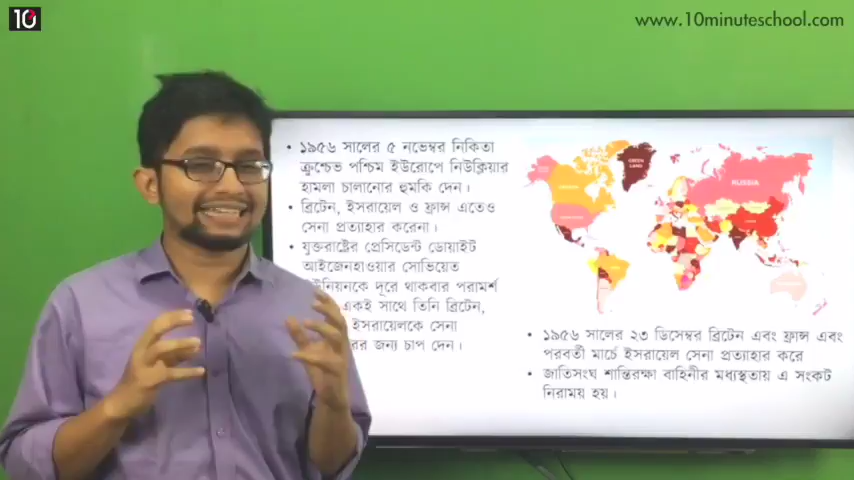 10
www.10minuteschool.com
• ১৯৫৬ সালের ৫ নভেম্বর নিকিতা
ক্রুশ্চেভ পশ্চিম ইউরোপে নিউক্লিয়ার
হামলা চালানোর হুমকি দেন।
• ব্রিটেন, ইসরায়েল ও ফ্রান্স এতেও
সেনা প্রত্যাহার করেনা।
• যুক্তরাষ্ট্রের প্রেসিডেন্ট ডোয়াইট
আইজেনহাওয়ার সোভিয়েত
দূরে থাকবার পরামর্শ
একই সাথে তিনি ব্রিটেন,
ইসরায়েলকে সেনা
জন্য চাপ দেন।
GREEN
LAND
RUSSIA
• ১৯৫৬ সালের ২৩ ডিসেম্বর ব্রিটেন এবং ফ্রান্স এবং
পরবর্তী মার্চে ইসরায়েল সেনা প্রত্যাহার করে
• জাতিসংঘ শান্তিরক্ষা বাহিনীর মধ্যস্থতায় এ সংকট
নিরাময় হয়।